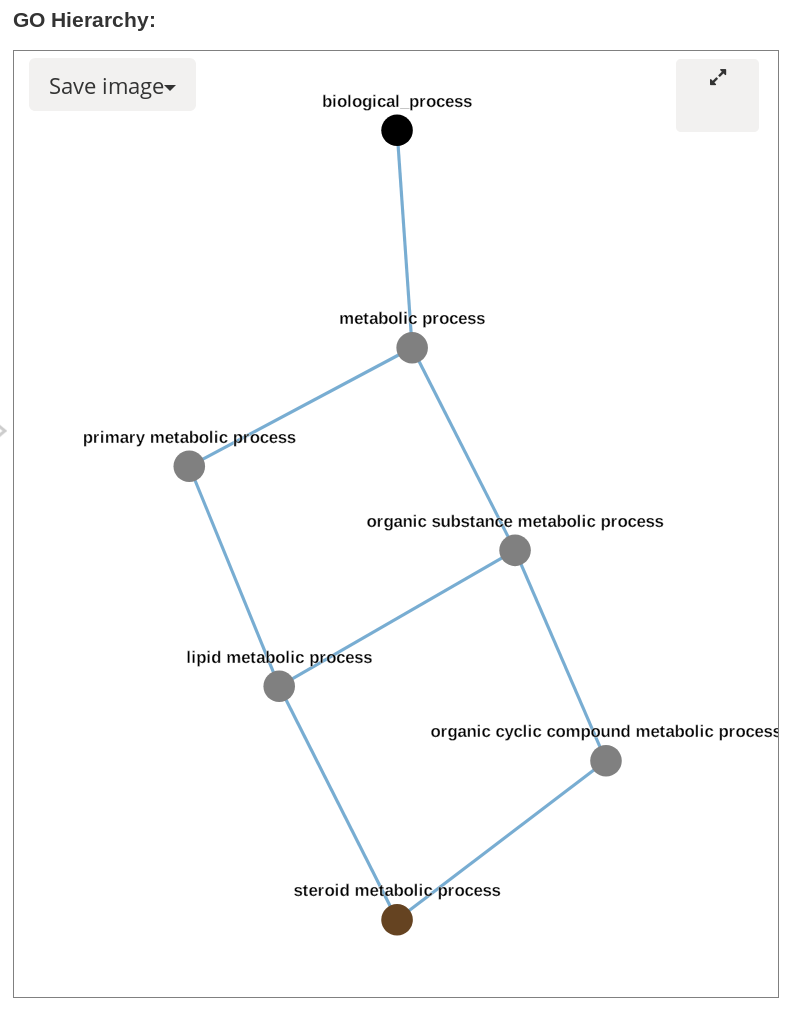 GO Hierarchy:
Save image
biological_process
metabolic process
primary metabolic process
organic substance metabolic process
lipid metabolic process
organic cyclic compound metabolic process
steroid metabolic process